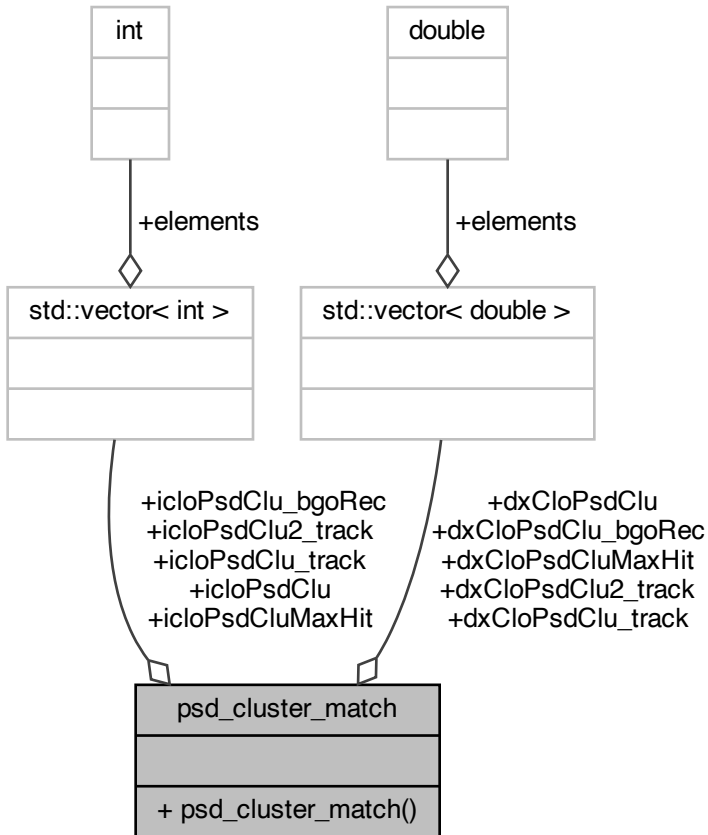 int
double
+elements
+elements
std::vector< int >
std::vector< double >
+icloPsdClu_bgoRec
+icloPsdClu2_track
+icloPsdClu_track
+icloPsdClu
+icloPsdCluMaxHit
+dxCloPsdClu
+dxCloPsdClu_bgoRec
+dxCloPsdCluMaxHit
+dxCloPsdClu2_track
+dxCloPsdClu_track
psd_cluster_match
+ psd_cluster_match()